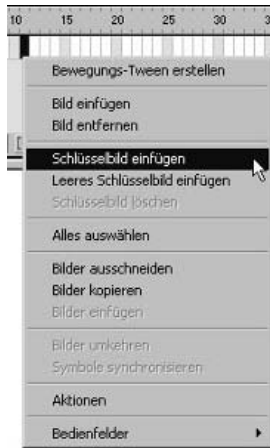 10 15 20 25 30 3
Bewegungs-Tween erstellen
Bild einfügen
Bild entfernen
Schlüsselbild einfügen
Leeres Schlüsselbild einfügen
Schlüsselbild löschen
Alles auswählen
Bilder ausschneiden
Bilder kopieren
Bilder einfügen
Bilder umkehren
Symbole synchronisieren
Aktionen
Bedienfelder